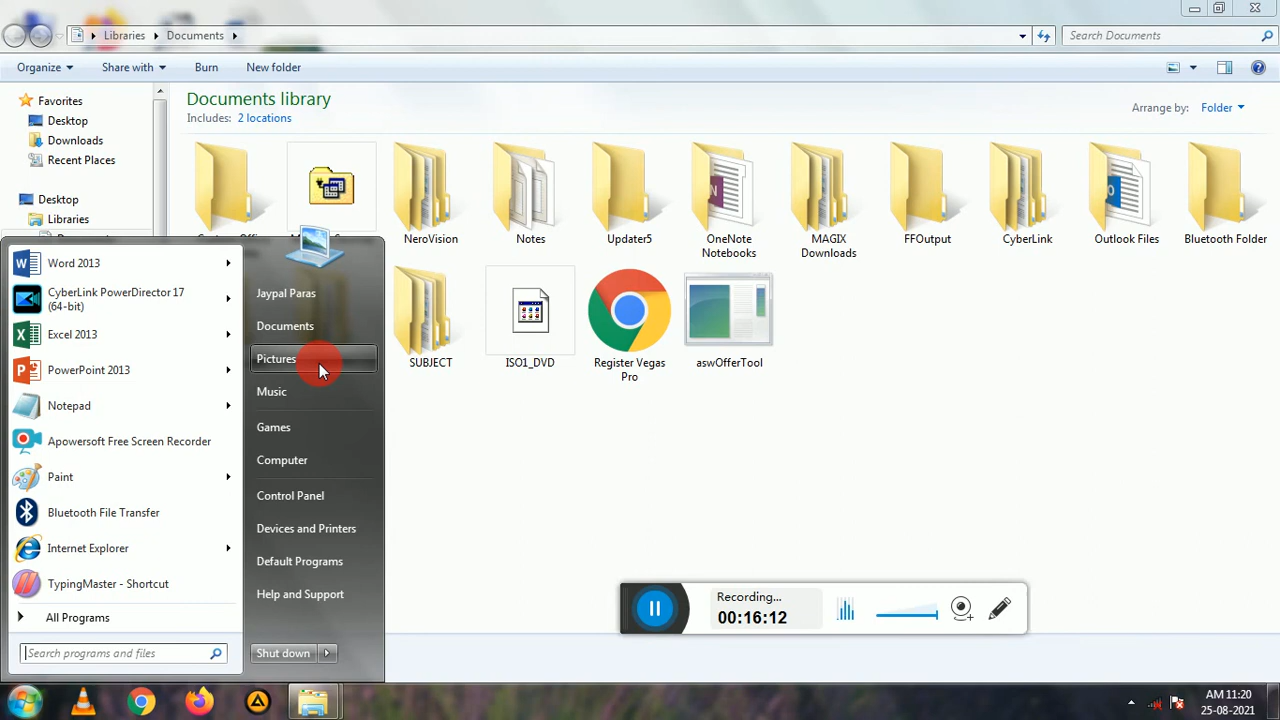 Libraries
Documents
Search Documents
Organize
Share with
Burn
New folder
Favorites
Desktop
Downloads
Recent Places
Desktop
Libraries
Documents library
Includes: 2 locations
Arrange by: Folder
NeroVision
Notes
Updater5
OneNote Notebooks
MAGIX Downloads
FFOutput
CyberLink
Outlook Files
Bluetooth Folder
SUBJECT
ISO1_DVD
Register Vegas Pro
aswOfferTool
Word 2013
CyberLink PowerDirector 17
(64-bit)
Excel 2013
PowerPoint 2013
Notepad
Apowersoft Free Screen Recorder
Paint
Bluetooth File Transfer
Internet Explorer
TypingMaster - Shortcut
All Programs
Search programs and files
Jaypal Paras
Documents
Pictures
Music
Games
Computer
Control Panel
Devices and Printers
Default Programs
Help and Support
Shut down
Recording...
00:16:12
AM 11:20
25-08-2021